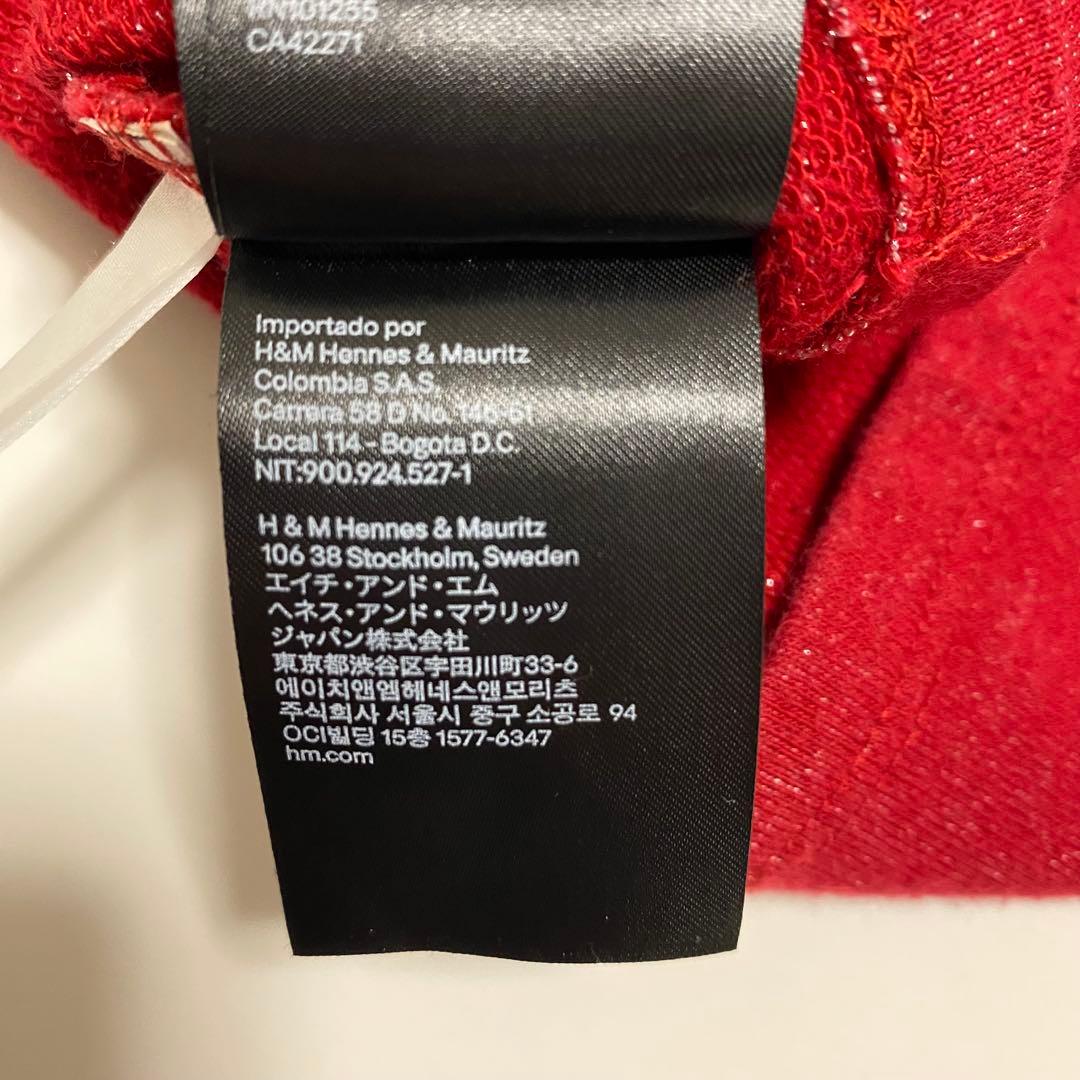 RN101255
CA42271
Importado por
H&M Hennes & Mauritz
Colombia S.A.S.
Carrera 58 D No. 146-51
Local 114 - Bogota D.C.
NIT:900.924.527-1
H & M Hennes & Mauritz
106 38 Stockholm, Sweden
エイチ・アンド・エム
ヘネス・アンド・マウリッツ
ジャパン株式会社
東京都渋谷区宇田川町33-6
에이치앤엠헤네스앤모리츠
주식회사 서울시 중구 소공로 94
OCI빌딩 15층 1577-6347
hm.com